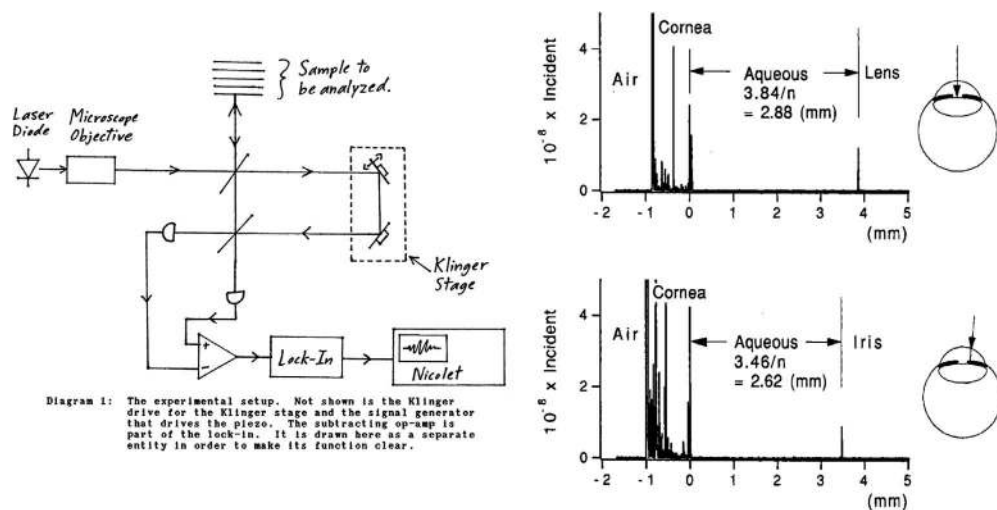 Sample to
be analyzed.
Laser
Diode
Microscope
Objective
Klinger
Stage
+
−
Lock-In
Nicolet
Diagram 1: The experimental setup. Not shown is the Klinger
drive for the Klinger stage and the signal generator
that drives the piezo. The subtracting op-amp is
part of the lock-in. It is drawn here as a separate
entity in order to make its function clear.
10⁻⁸ x Incident
4
2
0
Air
Cornea
Aqueous
3.84/n
= 2.88 (mm)
Lens
-2 -1 0 1 2 3 4 5
(mm)
10⁻⁸ x Incident
4
2
0
Air
Cornea
Aqueous
3.46/n
= 2.62 (mm)
Iris
-2 -1 0 1 2 3 4 5
(mm)